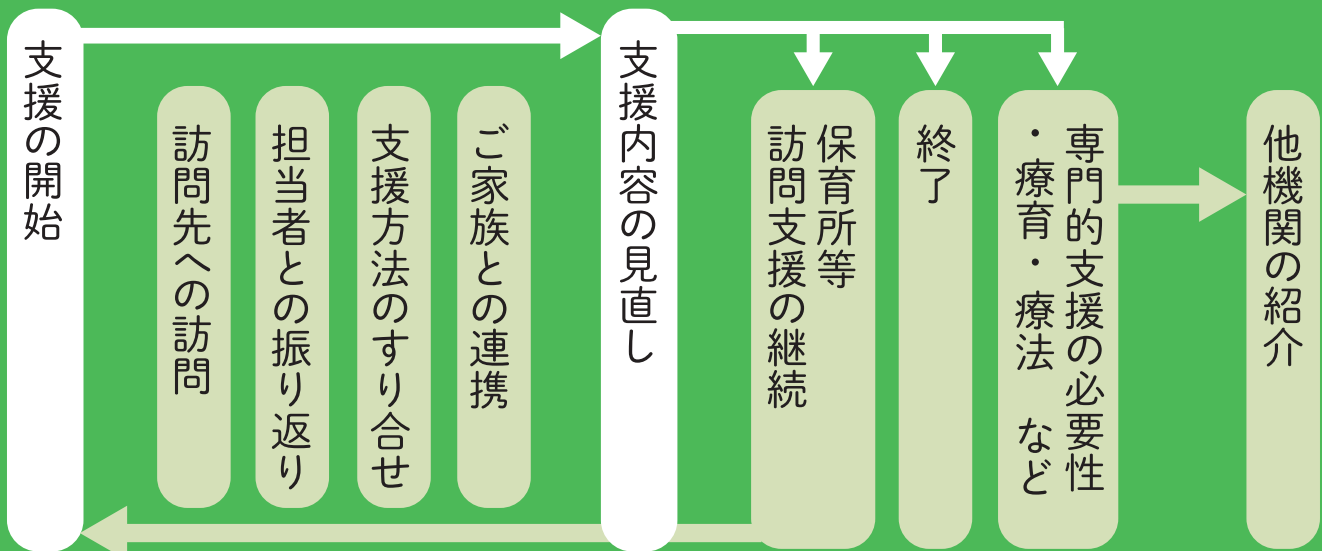 支援の開始
訪問先への訪問
担当者との振り返り
支援方法のすり合せ
ご家族との連携
支援内容の見直し
保育所等
訪問支援の継続
終了
専門的支援の必要性
・療育・療法 など
他機関の紹介